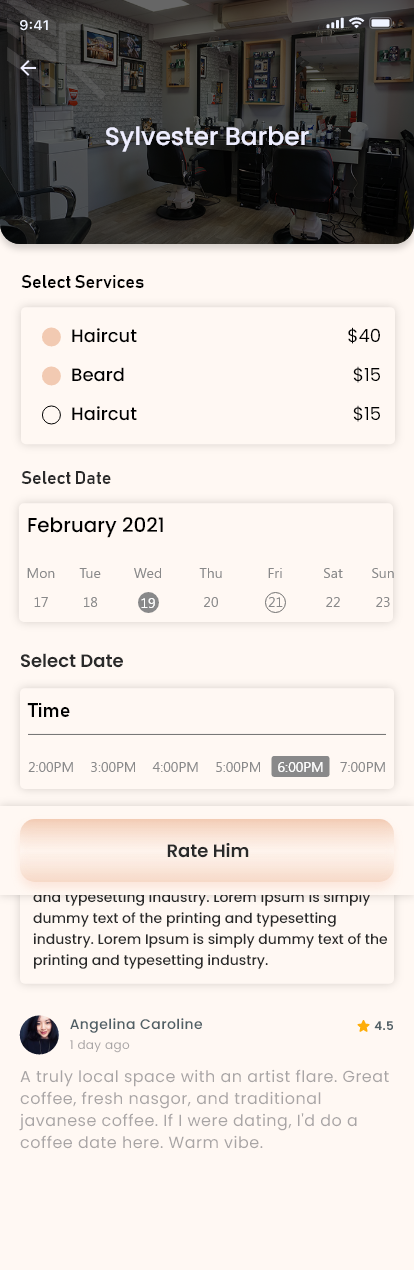 9:41
Sylvester Barber
Select Services
Haircut $40
Beard $15
Haircut $15
Select Date
February 2021
Mon Tue Wed Thu Fri Sat Sun
17 18 19 20 21 22 23
Select Date
Time
2:00PM 3:00PM 4:00PM 5:00PM 6:00PM 7:00PM
Rate Him
and typesetting industry. Lorem Ipsum is simply
dummy text of the printing and typesetting
industry. Lorem Ipsum is simply dummy text of the
printing and typesetting industry.
Angelina Caroline 4.5
1 day ago
A truly local space with an artist flare. Great
coffee, fresh nasgor, and traditional
javanese coffee. If I were dating, I'd do a
coffee date here. Warm vibe.